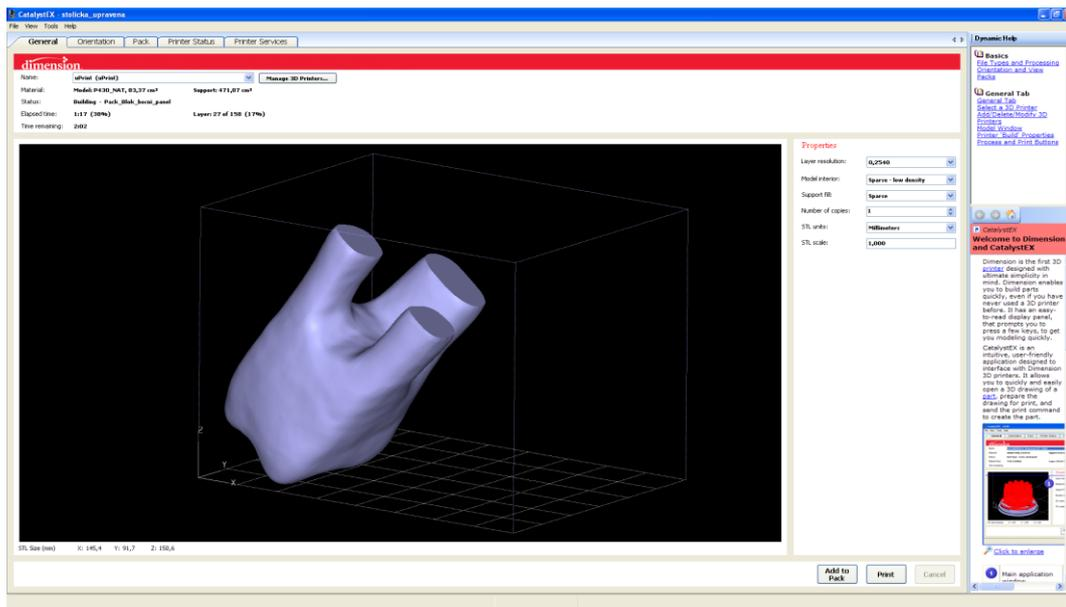 CatalystEX - stolicka_upravena
File View Tools Help
General Orientation Pack Printer Status Printer Services
dimension
Name: uPrint (uPrint) Manage 3D Printers...
Material: Model: P430_NAT, 83,37 cm³ Support: 471,87 cm³
Status: Building - Pack_Blok_bocni_panel
Elapsed time: 1:17 (38%) Layer: 27 of 158 (17%)
Time remaining: 2:02
Z
Y
X
STL Size (mm) X: 145,4 Y: 91,7 Z: 150,6
Properties
Layer resolution: 0,2540
Model interior: Sparse - low density
Support fill: Sparse
Number of copies: 1
STL units: Millimeters
STL scale: 1,000
Add to
Pack
Print
Cancel
Dynamic Help
Basics
File Types and Processing
Orientation and View
Packs
General Tab
General Tab
Select a 3D Printer
Add/Delete/Modify 3D
Printers
Model Window
Printer 'Build' Properties
Process and Print Buttons
CatalystEX
Welcome to Dimension
and CatalystEX
Dimension is the first 3D
printer designed with
ultimate simplicity in
mind. Dimension enables
you to build parts
quickly, even if you have
never used a 3D printer
before. It has an easy-
to-read display panel,
that prompts you to
press a few keys, to get
you modeling quickly.
CatalystEX is an
intuitive, user-friendly
application designed to
interface with Dimension
3D printers. It allows
you to quickly and easily
open a 3D drawing of a
part, prepare the
drawing for print, and
send the print command
to create the part.
Click to enlarge
1 Main application
window